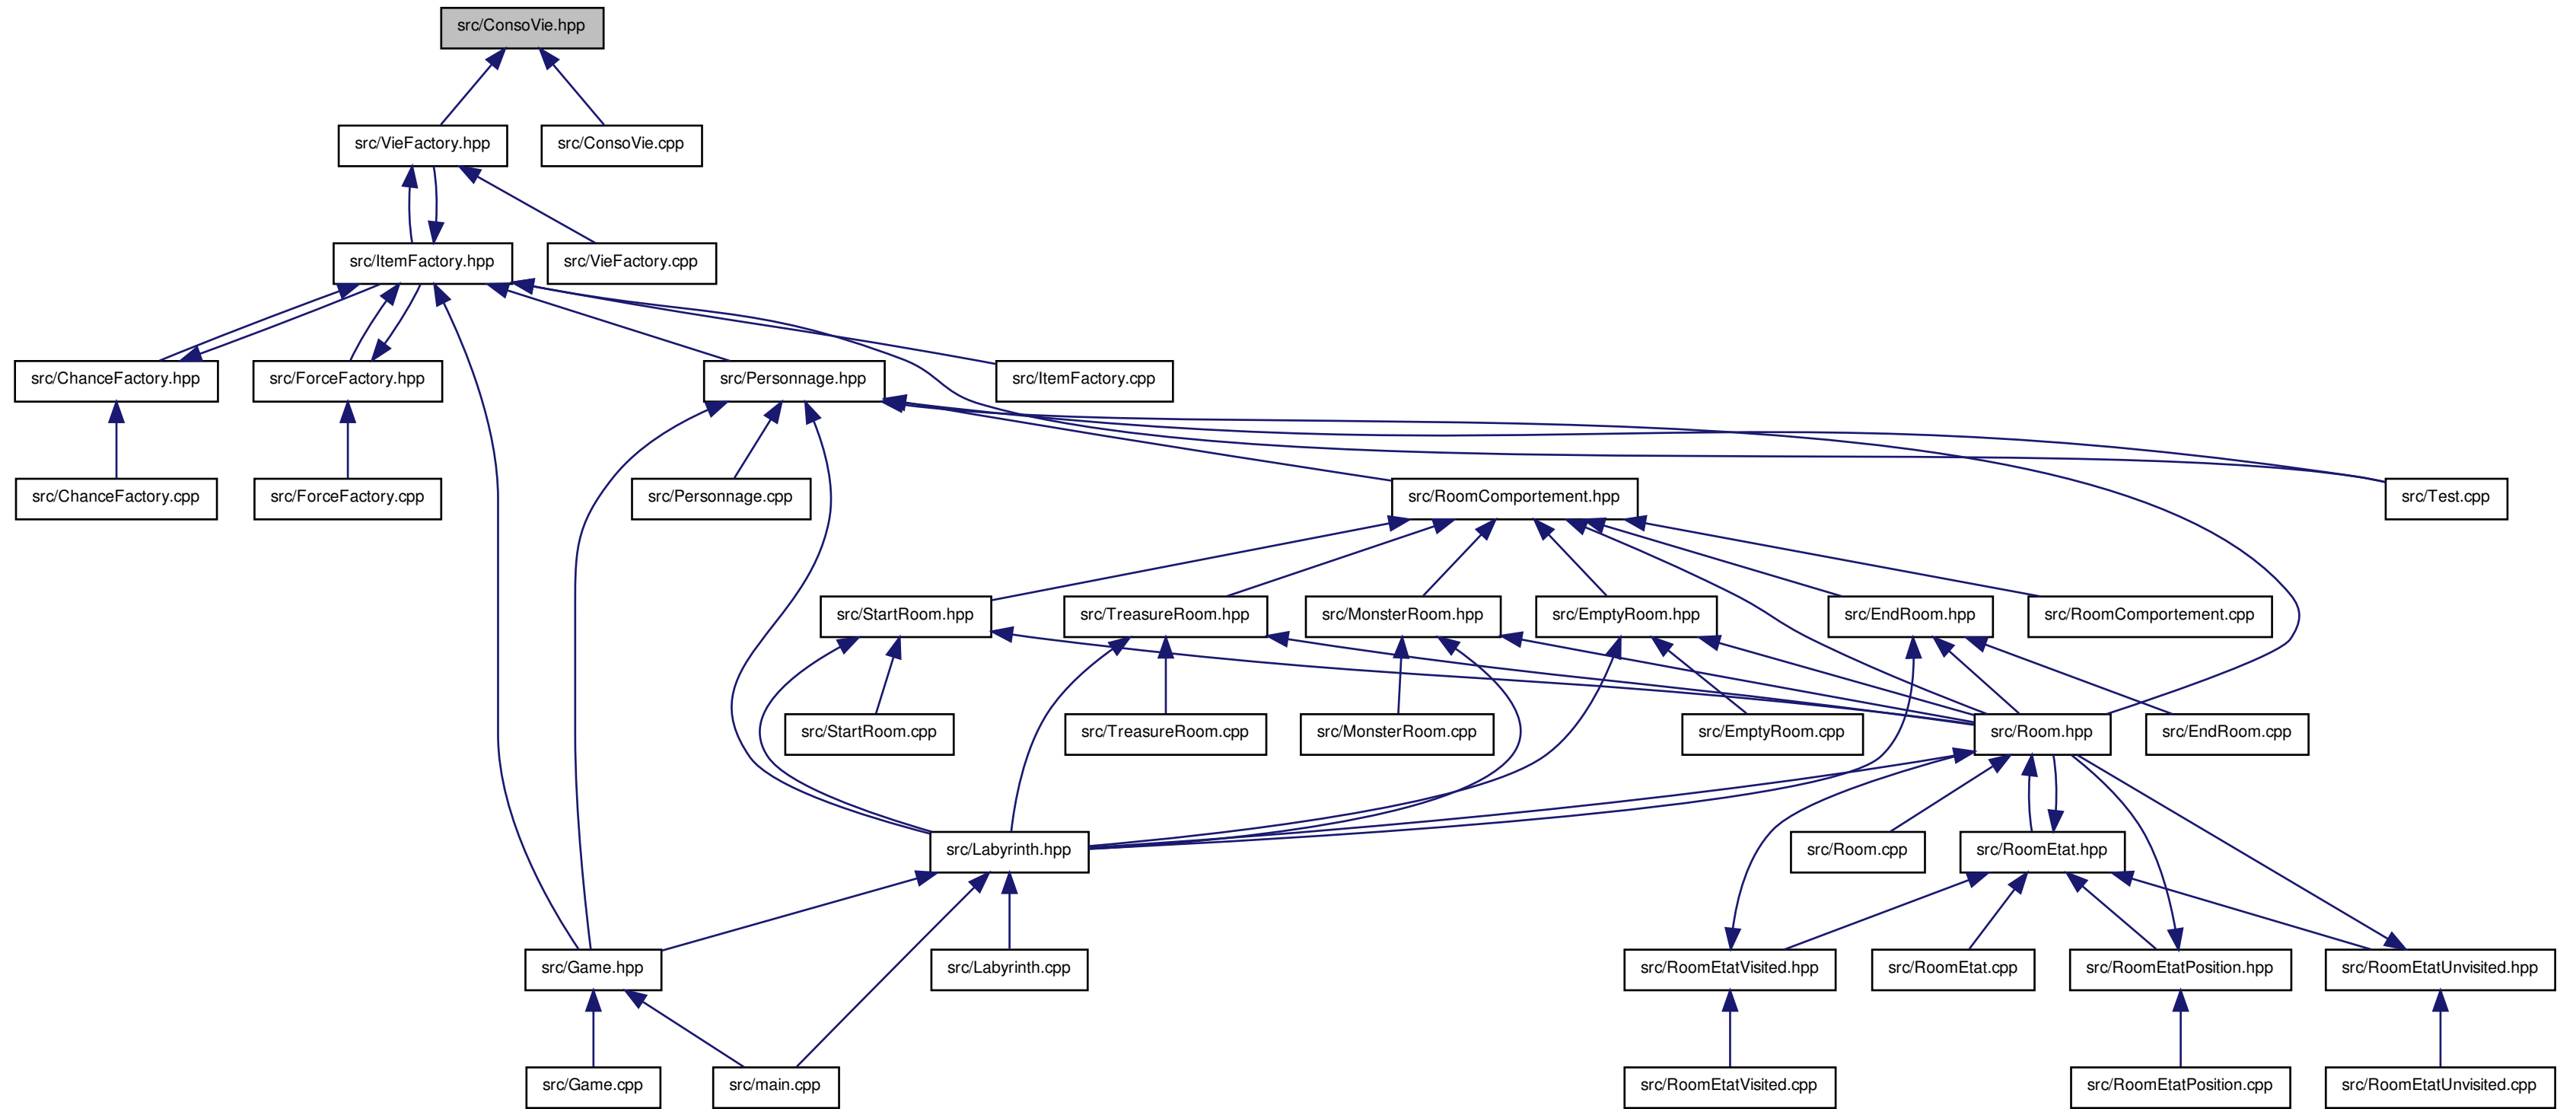 src/ConsoVie.hpp
src/VieFactory.hpp
src/ConsoVie.cpp
src/ItemFactory.hpp
src/VieFactory.cpp
src/ChanceFactory.hpp
src/ForceFactory.hpp
src/Personnage.hpp
src/ItemFactory.cpp
src/ChanceFactory.cpp
src/ForceFactory.cpp
src/Personnage.cpp
src/RoomComportement.hpp
src/Test.cpp
src/StartRoom.hpp
src/TreasureRoom.hpp
src/MonsterRoom.hpp
src/EmptyRoom.hpp
src/EndRoom.hpp
src/RoomComportement.cpp
src/StartRoom.cpp
src/TreasureRoom.cpp
src/MonsterRoom.cpp
src/EmptyRoom.cpp
src/Room.hpp
src/EndRoom.cpp
src/Labyrinth.hpp
src/Room.cpp
src/RoomEtat.hpp
src/Game.hpp
src/Labyrinth.cpp
src/RoomEtatVisited.hpp
src/RoomEtat.cpp
src/RoomEtatPosition.hpp
src/RoomEtatUnvisited.hpp
src/Game.cpp
src/main.cpp
src/RoomEtatVisited.cpp
src/RoomEtatPosition.cpp
src/RoomEtatUnvisited.cpp